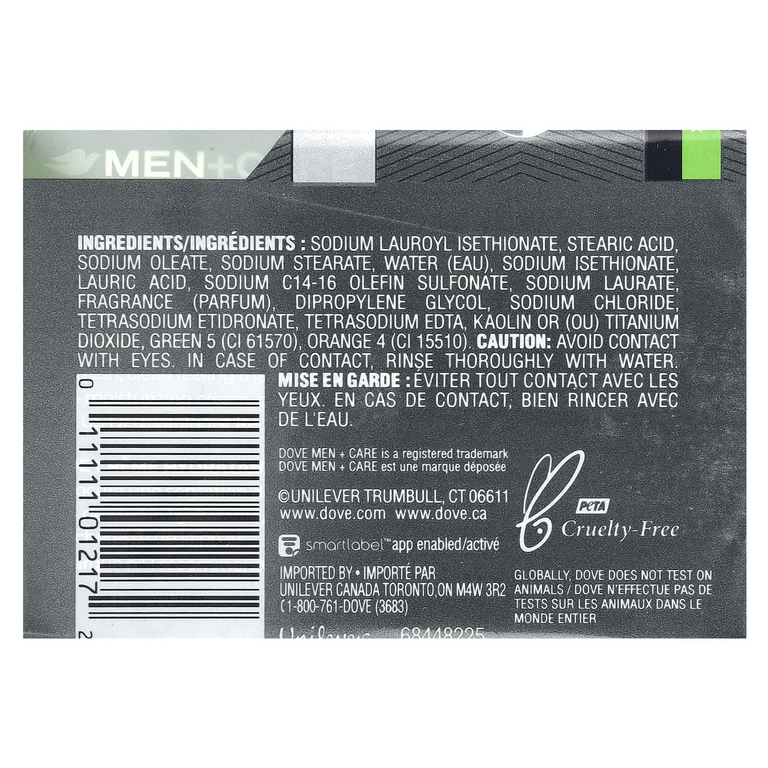 MEN+CARE
INGREDIENTS/INGRÉDIENTS : SODIUM LAUROYL ISETHIONATE, STEARIC ACID,
SODIUM OLEATE, SODIUM STEARATE, WATER (EAU), SODIUM ISETHIONATE,
LAURIC ACID, SODIUM C14-16 OLEFIN SULFONATE, SODIUM LAURATE,
FRAGRANCE (PARFUM), DIPROPYLENE GLYCOL, SODIUM CHLORIDE,
TETRASODIUM ETIDRONATE, TETRASODIUM EDTA, KAOLIN OR (OU) TITANIUM
DIOXIDE, GREEN 5 (CI 61570), ORANGE 4 (CI 15510). CAUTION: AVOID CONTACT
WITH EYES. IN CASE OF CONTACT, RINSE THOROUGHLY WITH WATER.
MISE EN GARDE : ÉVITER TOUT CONTACT AVEC LES
YEUX. EN CAS DE CONTACT, BIEN RINCER AVEC
DE L'EAU.
0 11111 01217 2
DOVE MEN + CARE is a registered trademark
DOVE MEN + CARE est une marque déposée
©UNILEVER TRUMBULL, CT 06611
www.dove.com www.dove.ca
smartlabel™ app enabled/activé
IMPORTED BY • IMPORTÉ PAR
UNILEVER CANADA TORONTO,ON M4W 3R2
1-800-761-DOVE (3683)
Unilever 68448225
PETA
Cruelty-Free
GLOBALLY, DOVE DOES NOT TEST ON
ANIMALS / DOVE N'EFFECTUE PAS DE
TESTS SUR LES ANIMAUX DANS LE
MONDE ENTIER